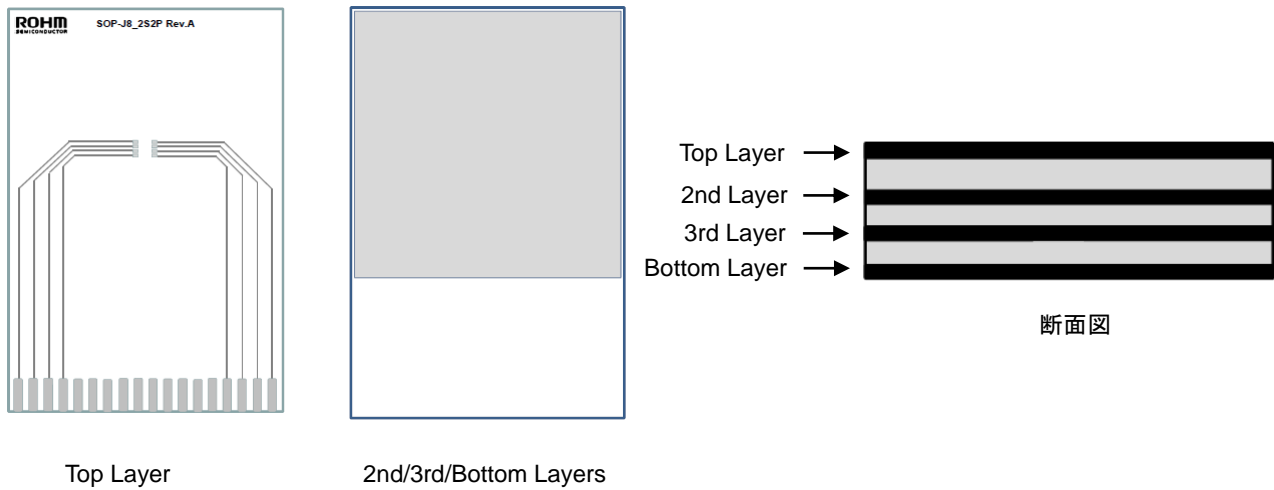 ROHM
SEMICONDUCTOR
SOP-J8_2S2P Rev.A
Top Layer
2nd Layer
3rd Layer
Bottom Layer
断面図
Top Layer
2nd/3rd/Bottom Layers